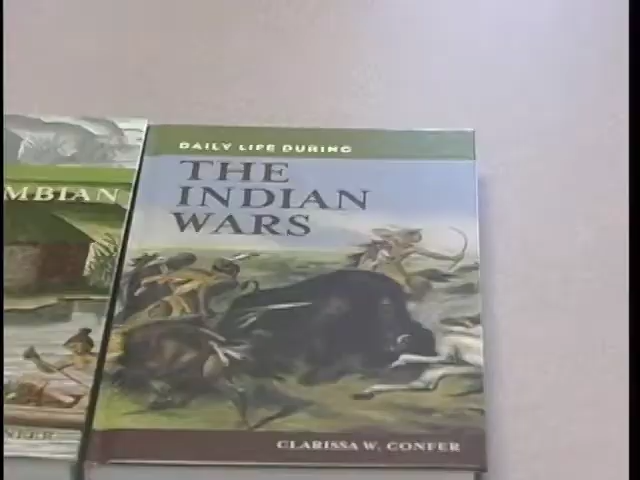 MBIAN
DAILY LIFE DURING
THE
INDIAN
WARS
CLARISSA W. CONFER